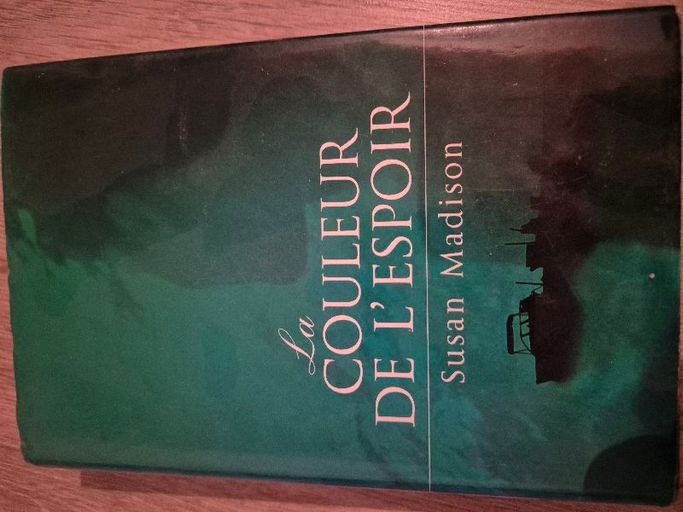 La
COULEUR
DE L'ESPOIR
Susan Madison